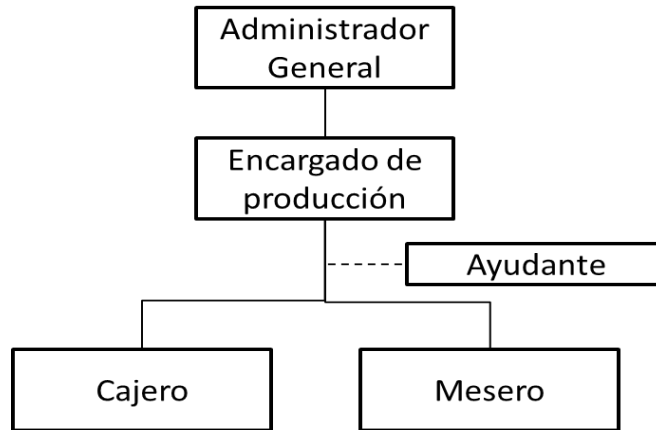 Administrador
General
Encargado de
producción
Ayudante
Cajero
Mesero